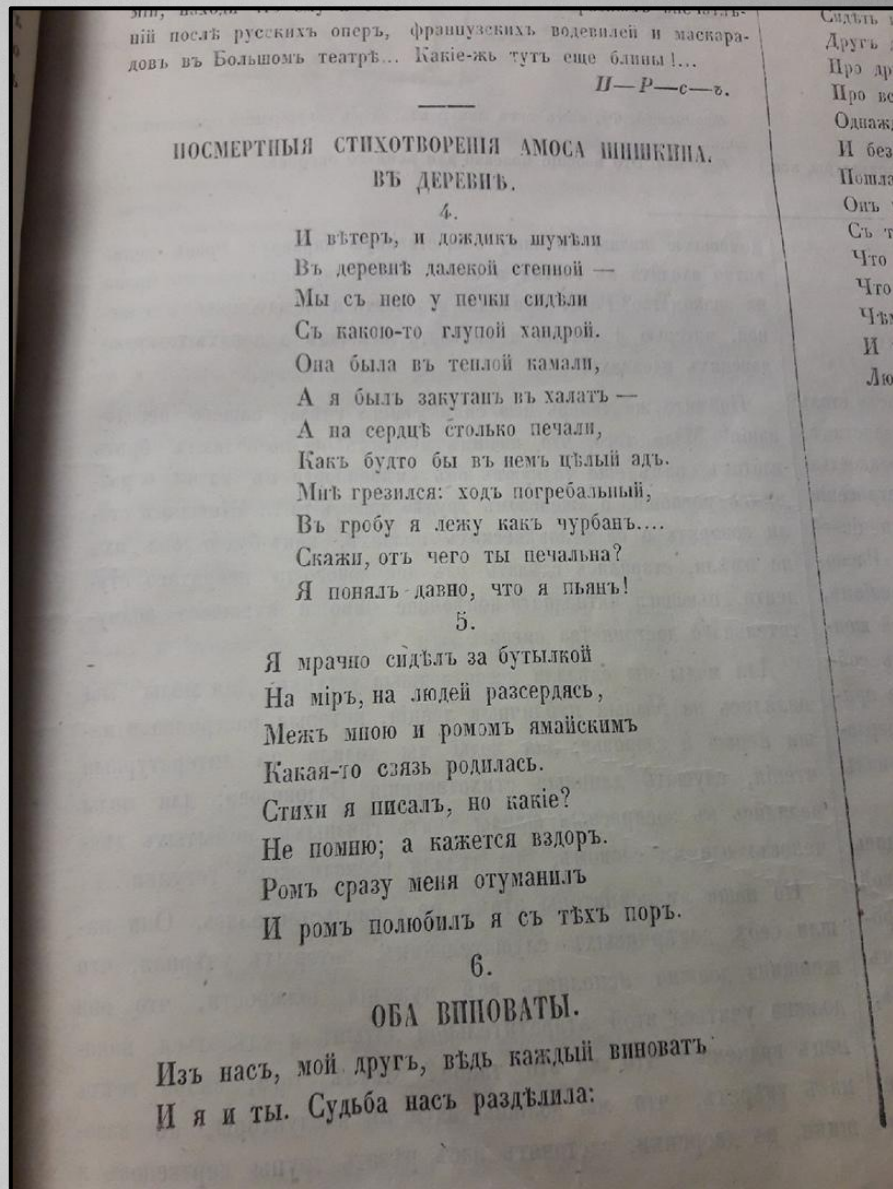 ній послѣ русскихъ оперъ, французскихъ водевилей и маскара-
довъ въ Большомъ театрѣ... Какіе-жь тутъ еще блины!...
П—Р—с—ъ.
ПОСМЕРТНЫЯ СТИХОТВОРЕНІЯ АМОСА ШИШКИНА.
ВЪ ДЕРЕВНѢ.
4.
И вѣтеръ, и дождикъ шумѣли
Въ деревнѣ далекой степной —
Мы съ нею у печки сидѣли
Съ какою-то глупой хандрой.
Она была въ теплой камали,
А я былъ закутанъ въ халатъ —
А на сердцѣ столько печали,
Какъ будто бы въ немъ цѣлый адъ.
Мнѣ грезился: ходъ погребальный,
Въ гробу я лежу какъ чурбанъ....
Скажи, отъ чего ты печальна?
Я понялъ давно, что я пьянъ!
5.
Я мрачно сидѣлъ за бутылкой
На міръ, на людей разсердясь,
Межъ мною и ромомъ ямайскимъ
Какая-то связь родилась.
Стихи я писалъ, но какіе?
Не помню; а кажется вздоръ.
Ромъ сразу меня отуманилъ
И ромъ полюбилъ я съ тѣхъ поръ.
6.
ОБА ВИНОВАТЫ.
Изъ насъ, мой другъ, вѣдь каждый виноватъ
И я и ты. Судьба насъ раздѣлила:
Сидѣть
Другъ
Про
Про
И
Пошла
Онъ
Съ
Что
Что
И